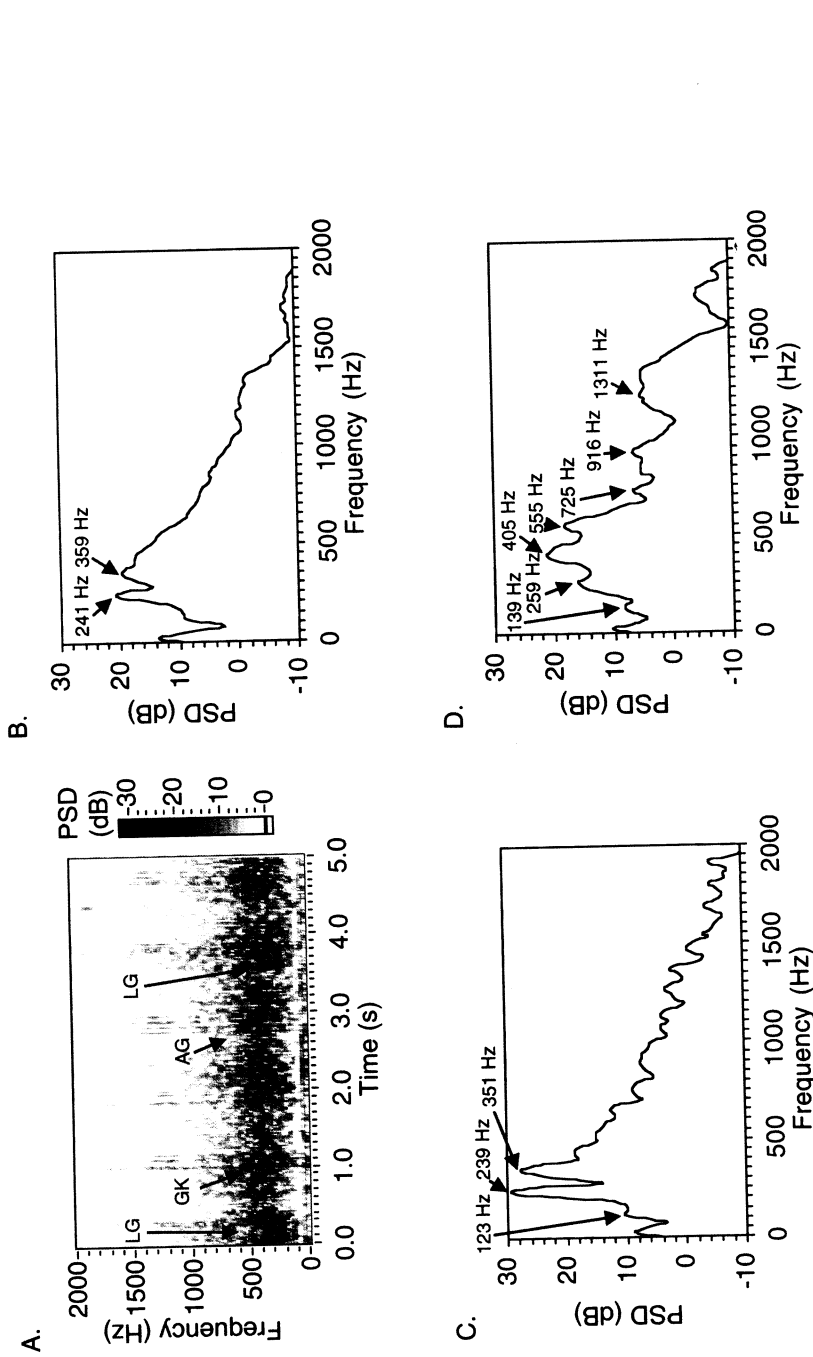 A.
2000
1500
1000
500
0
Frequency (Hz)
0.0 1.0 2.0 3.0 4.0 5.0
Time (s)
LG
GK
AG
LG
PSD
(dB)
-30
-20
-10
-0
B.
30
20
10
0
-10
PSD (dB)
241 Hz 359 Hz
0 500 1000 1500 2000
Frequency (Hz)
C.
30
20
10
0
-10
PSD (dB)
123 Hz 239 Hz 351 Hz
0 500 1000 1500 2000
Frequency (Hz)
D.
30
20
10
0
-10
PSD (dB)
139 Hz
259 Hz
405 Hz
555 Hz
725 Hz
916 Hz
1311 Hz
0 500 1000 1500 2000
Frequency (Hz)